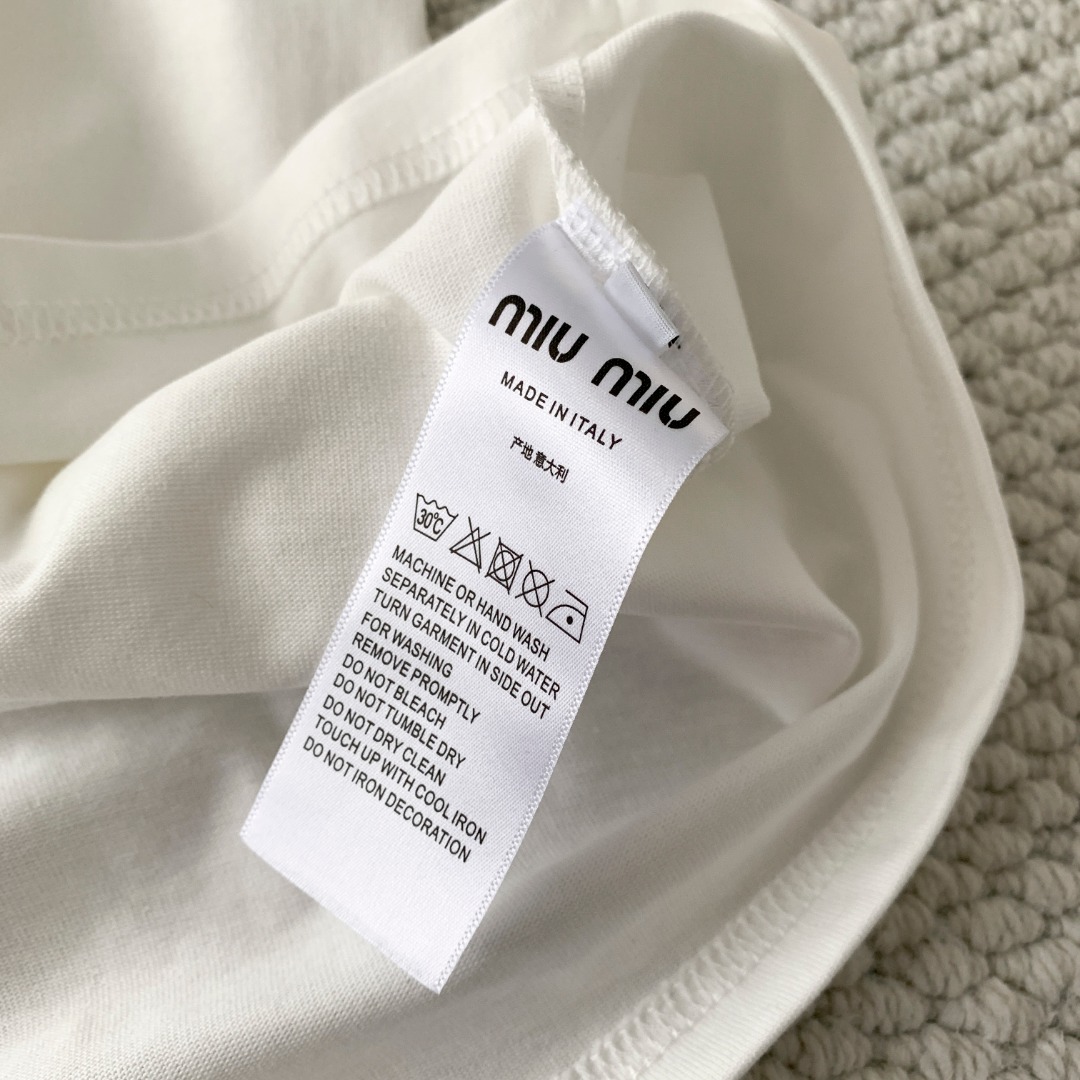 miu miu
MADE IN ITALY
产地 意大利
30℃
MACHINE OR HAND WASH
SEPARATELY IN COLD WATER
TURN GARMENT IN SIDE OUT
FOR WASHING
REMOVE PROMPTLY
DO NOT BLEACH
DO NOT TUMBLE DRY
DO NOT DRY CLEAN
TOUCH UP WITH COOL IRON
DO NOT IRON DECORATION